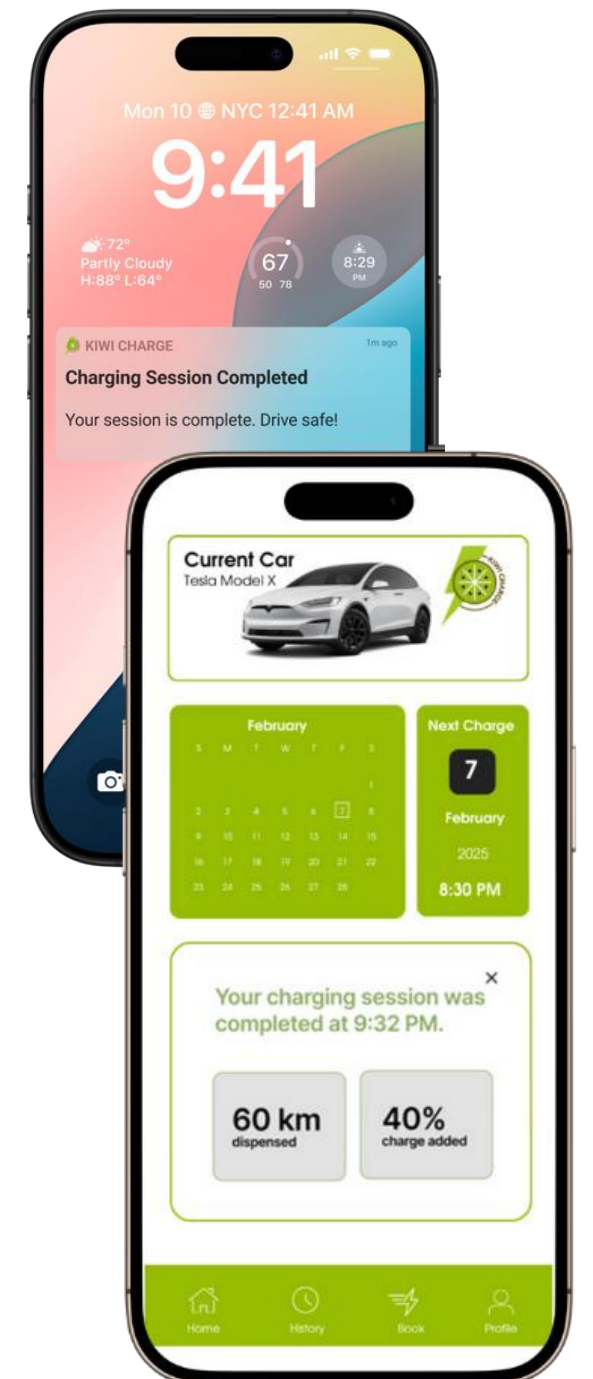 Mon 10 NYC 12:41 AM
9:41
72°
Partly Cloudy
H:88° L:64°
67
50 78
8:29
PM
KIWI CHARGE
1m ago
Charging Session Completed
Your session is complete. Drive safe!
Current Car
Tesla Model X
KIWI CHARGE
February
S M T W T F S
1
2 3 4 5 6 7 8
9 10 11 12 13 14 15
16 17 18 19 20 21 22
23 24 25 26 27 28
Next Charge
7
February
2025
8:30 PM
Your charging session was
completed at 9:32 PM.
60 km
dispensed
40%
charge added
Home
History
Book
Profile